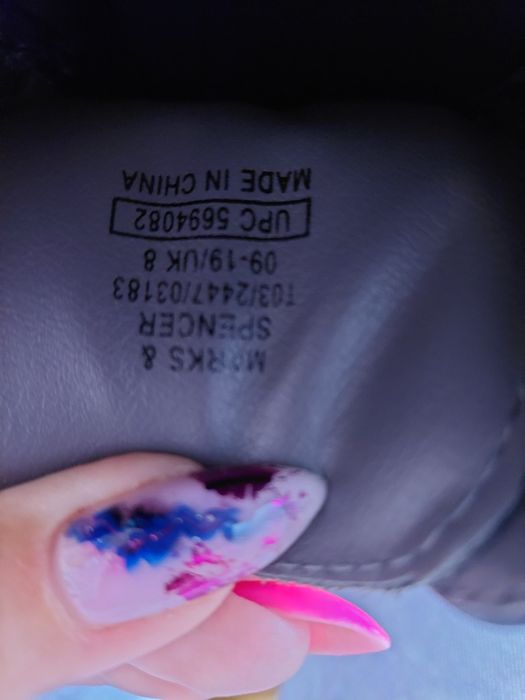 MARKS &
SPENCER
T03/2447/03183
09-19/UK 8
UPC 5694082
MADE IN CHINA